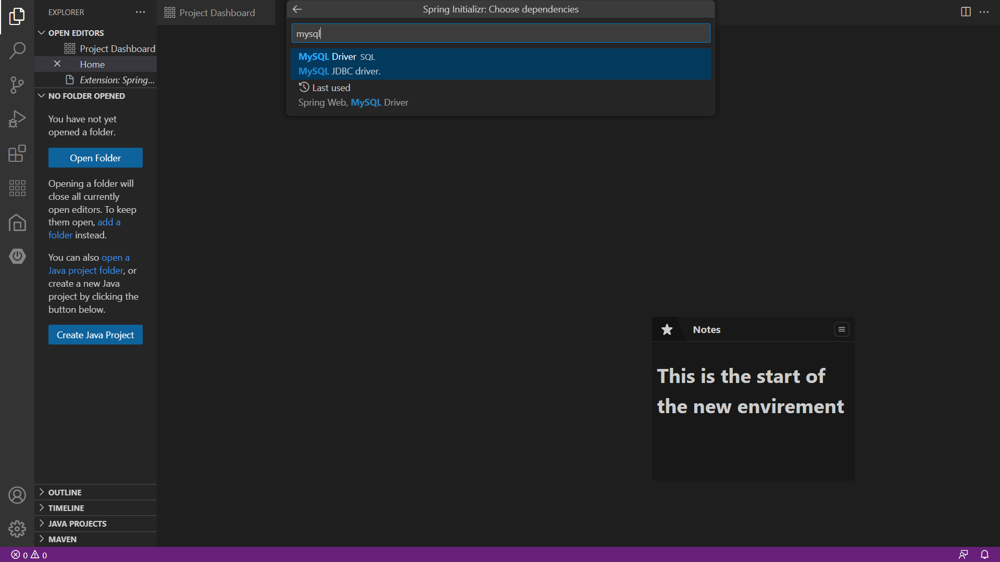 EXPLORER
OPEN EDITORS
Project Dashboard
Home
Extension: Spring...
NO FOLDER OPENED
You have not yet
opened a folder.
Open Folder
Opening a folder will
close all currently
open editors. To keep
them open, add a
folder instead.
You can also open a
Java project folder, or
create a new Java
project by clicking the
button below.
Create Java Project
OUTLINE
TIMELINE
JAVA PROJECTS
MAVEN
0 0
Project Dashboard
Spring Initializr: Choose dependencies
mysql
MySQL Driver SQL
MySQL JDBC driver.
Last used
Spring Web, MySQL Driver
Notes
This is the start of
the new envirement